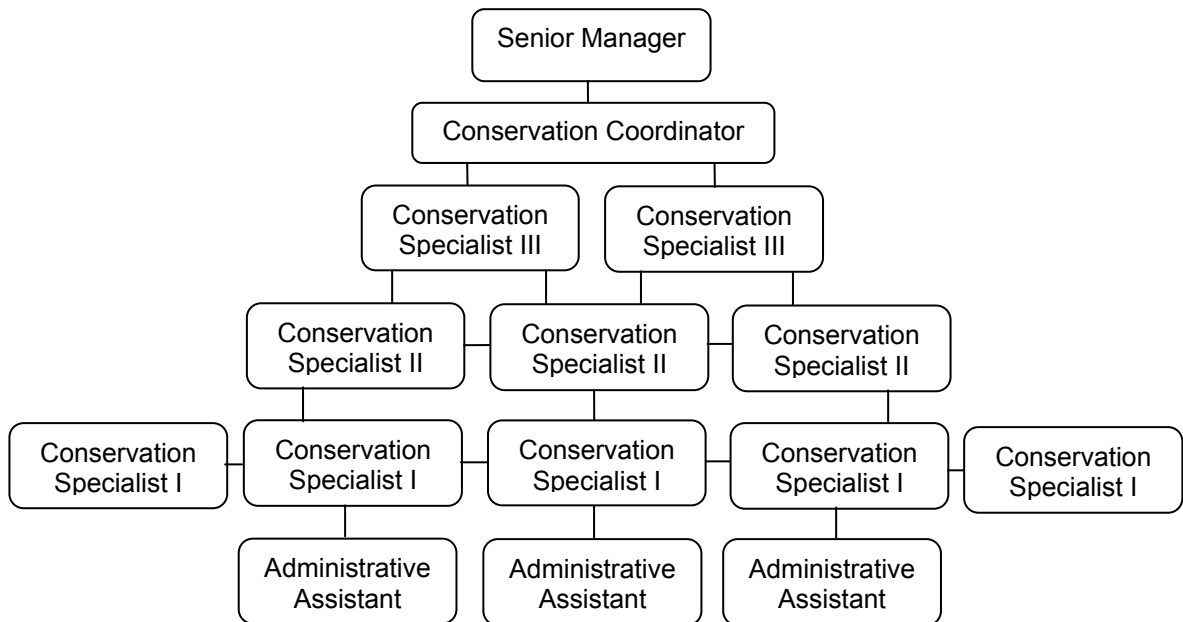 Senior Manager
Conservation Coordinator
Conservation
Specialist III
Conservation
Specialist III
Conservation
Specialist II
Conservation
Specialist II
Conservation
Specialist II
Conservation
Specialist I
Conservation
Specialist I
Conservation
Specialist I
Conservation
Specialist I
Conservation
Specialist I
Administrative
Assistant
Administrative
Assistant
Administrative
Assistant